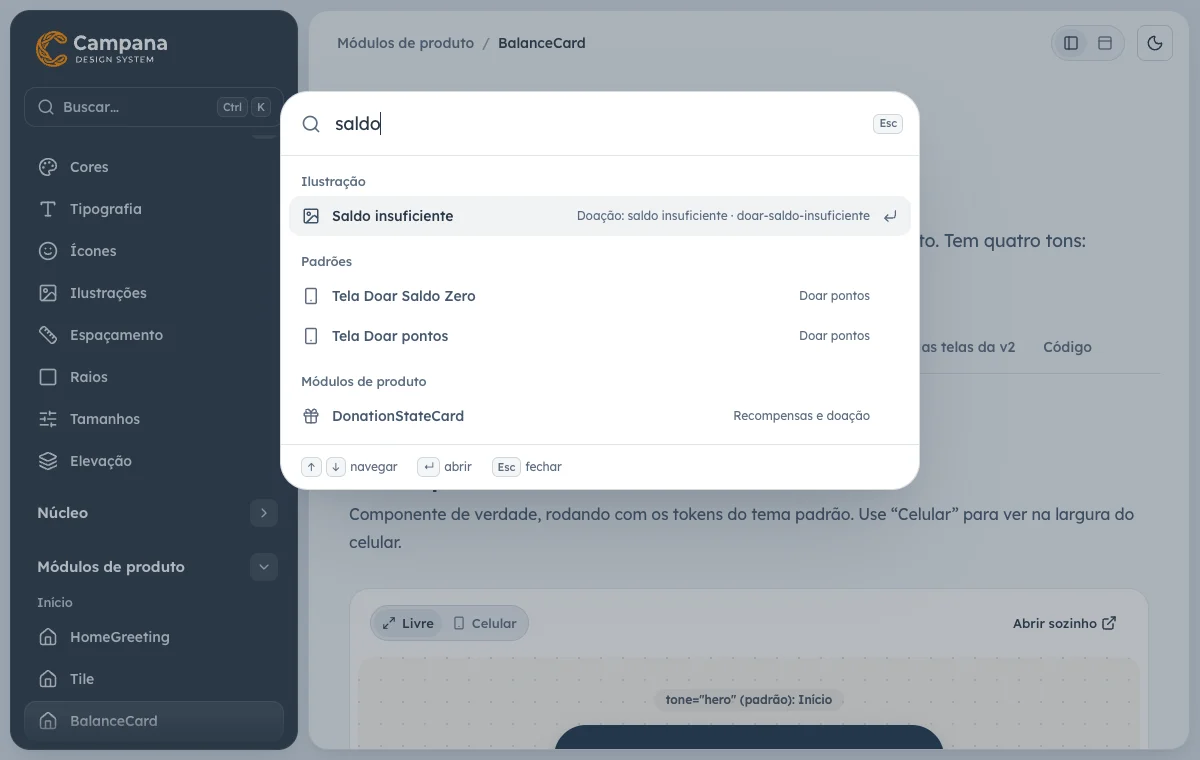 Campana
DESIGN SYSTEM
Buscar...
Ctrl K
Cores
Tipografia
Ícones
Ilustrações
Espaçamento
Raios
Tamanhos
Elevação
Núcleo
Módulos de produto
Início
HomeGreeting
Tile
BalanceCard
Módulos de produto / BalanceCard
saldo
Esc
Ilustração
Saldo insuficiente
Doação: saldo insuficiente · doar-saldo-insuficiente
Padrões
Tela Doar Saldo Zero
Doar pontos
Tela Doar pontos
Doar pontos
Módulos de produto
DonationStateCard
Recompensas e doação
↑ ↓ navegar ↵ abrir Esc fechar
to. Tem quatro tons:
as telas da v2
Código
Componente de verdade, rodando com os tokens do tema padrão. Use “Celular” para ver na largura do
celular.
Livre
Celular
Abrir sozinho
tone="hero" (padrão): Início